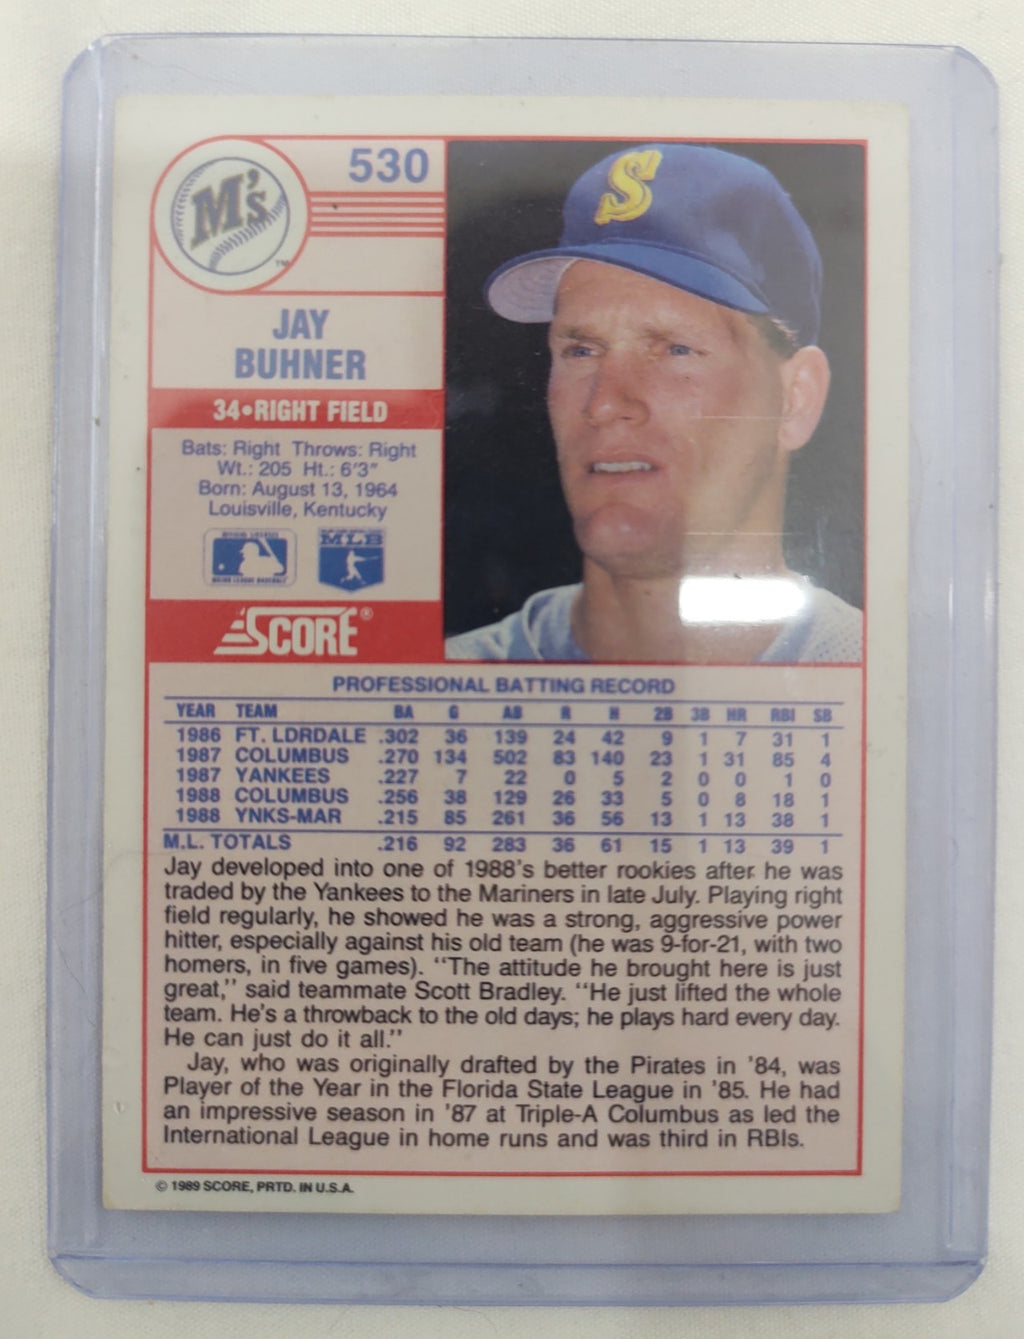 530
M's
TM
JAY
BUHNER
34•RIGHT FIELD
Bats: Right Throws: Right
Wt.: 205 Ht.: 6'3"
Born: August 13, 1964
Louisville, Kentucky
MAJOR LEAGUE BASEBALL
MLB
SCORE®
S
PROFESSIONAL BATTING RECORD
YEAR TEAM BA G AB R H 2B 3B HR RBI SB
1986 FT. LDRDALE .302 36 139 24 42 9 1 7 31 1
1987 COLUMBUS .270 134 502 83 140 23 1 31 85 4
1987 YANKEES .227 7 22 0 5 2 0 0 1 0
1988 COLUMBUS .256 38 129 26 33 5 0 8 18 1
1988 YNKS-MAR .215 85 261 36 56 13 1 13 38 1
M.L. TOTALS .216 92 283 36 61 15 1 13 39 1
Jay developed into one of 1988's better rookies after he was
traded by the Yankees to the Mariners in late July. Playing right
field regularly, he showed he was a strong, aggressive power
hitter, especially against his old team (he was 9-for-21, with two
homers, in five games). "The attitude he brought here is just
great," said teammate Scott Bradley. "He just lifted the whole
team. He's a throwback to the old days; he plays hard every day.
He can just do it all."
Jay, who was originally drafted by the Pirates in '84, was
Player of the Year in the Florida State League in '85. He had
an impressive season in '87 at Triple-A Columbus as led the
International League in home runs and was third in RBIs.
© 1989 SCORE, PRTD. IN U.S.A.